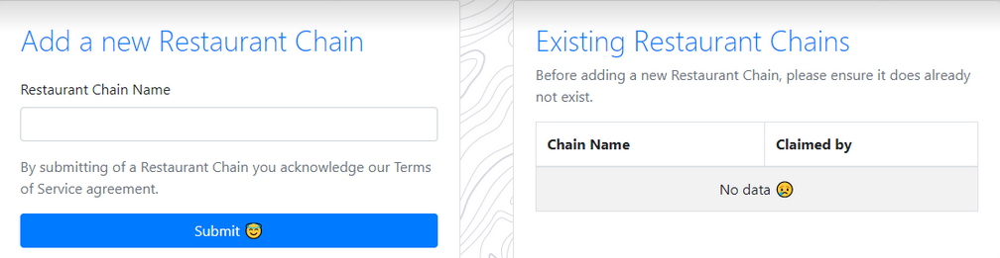 Add a new Restaurant Chain
Restaurant Chain Name
By submitting of a Restaurant Chain you acknowledge our Terms
of Service agreement.
Submit 😇
Existing Restaurant Chains
Before adding a new Restaurant Chain, please ensure it does already
not exist.
Chain Name Claimed by
No data 😥